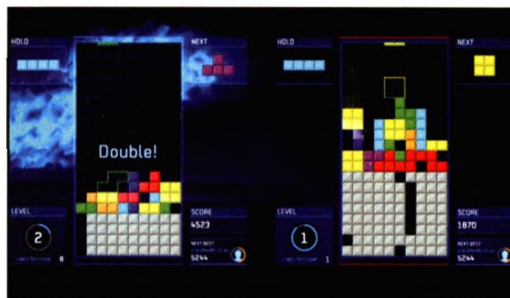 HOLD
NEXT
Double!
LEVEL
2
SCORE
4523
NEXT BEST
5244
HOLD
NEXT
LEVEL
1
SCORE
1870
NEXT BEST
5244